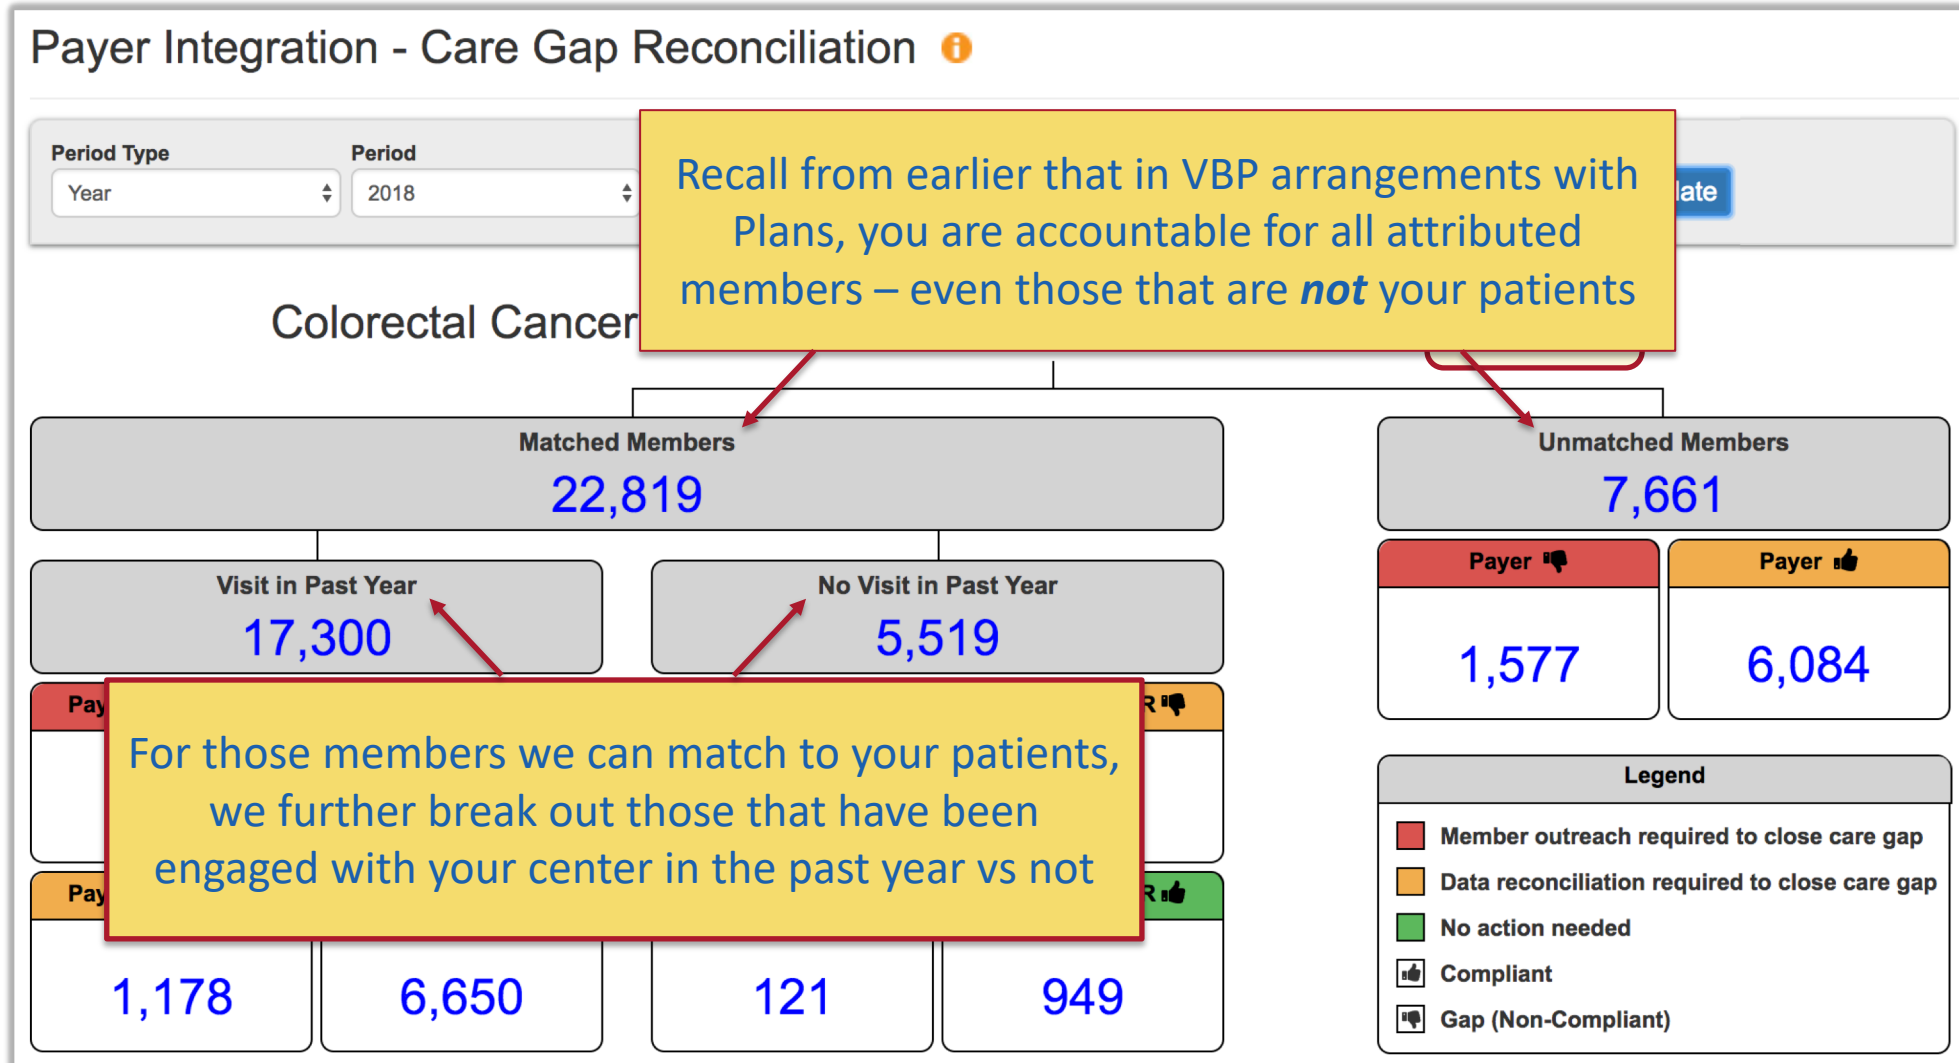 Payer Integration - Care Gap Reconciliation
Period Type
Period
Year
2018
Recall from earlier that in VBP arrangements with
Plans, you are accountable for all attributed
members – even those that are not your patients
Colorectal Cancer
Matched Members
22,819
Unmatched Members
7,661
Visit in Past Year
17,300
No Visit in Past Year
5,519
Payer
1,577
Payer
6,084
For those members we can match to your patients,
we further break out those that have been
engaged with your center in the past year vs not
1,178
6,650
121
949
Legend
Member outreach required to close care gap
Data reconciliation required to close care gap
No action needed
Compliant
Gap (Non-Compliant)